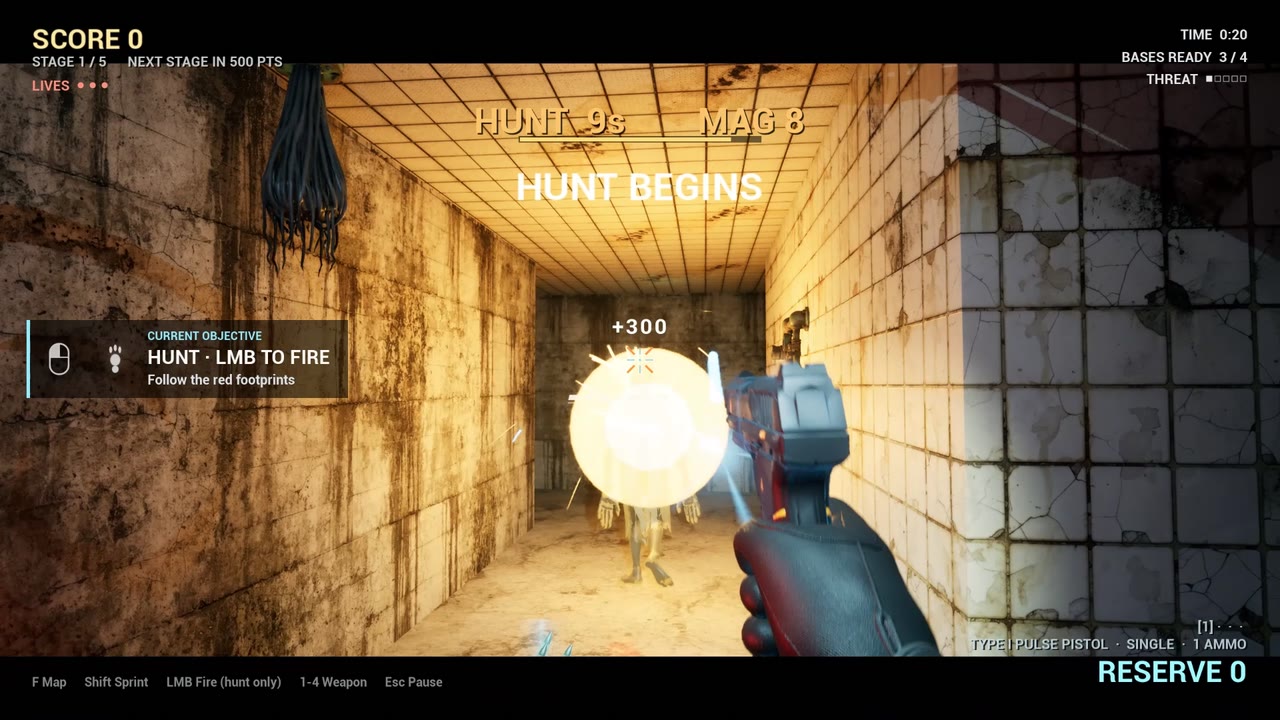 SCORE 0
STAGE 1 / 5 NEXT STAGE IN 500 PTS
LIVES
TIME 0:20
BASES READY 3 / 4
THREAT
HUNT 9s MAG 8
HUNT BEGINS
+300
CURRENT OBJECTIVE
HUNT · LMB TO FIRE
Follow the red footprints
[1] · · ·
TYPE I PULSE PISTOL · SINGLE · 1 AMMO
RESERVE 0
F Map Shift Sprint LMB Fire (hunt only) 1-4 Weapon Esc Pause